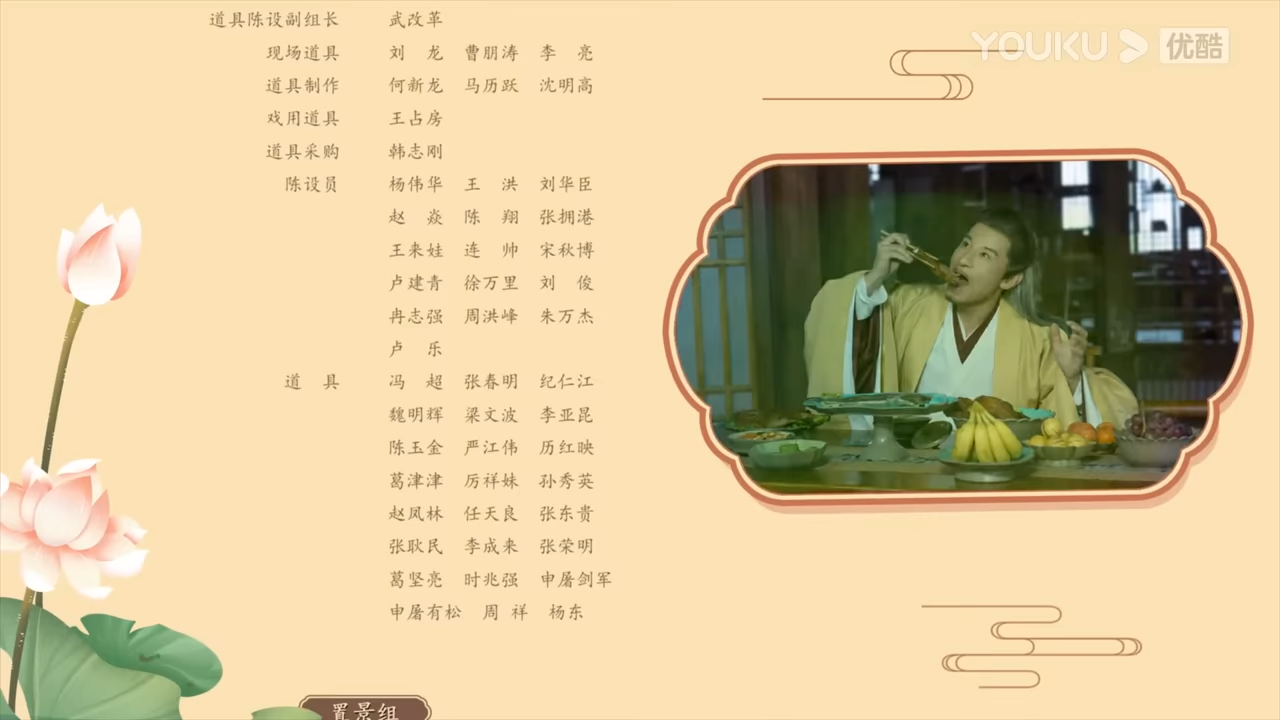 YOUKU 优酷
道具陈设副组长 武改革
现场道具 刘 龙 曹朋涛 李 亮
道具制作 何新龙 马历跃 沈明高
戏用道具 王占房
道具采购 韩志刚
陈设员 杨伟华 王 洪 刘华臣
赵 焱 陈 翔 张拥港
王来娃 连 帅 宋秋博
卢建青 徐万里 刘 俊
冉志强 周洪峰 朱万杰
卢 乐
道 具 冯 超 张春明 纪仁江
魏明辉 梁文波 李亚昆
陈玉金 严江伟 历红映
葛津津 厉祥妹 孙秀英
赵凤林 任天良 张东贵
张耿民 李成来 张荣明
葛坚亮 时兆强 申屠剑军
申屠有松 周 祥 杨东
置景组